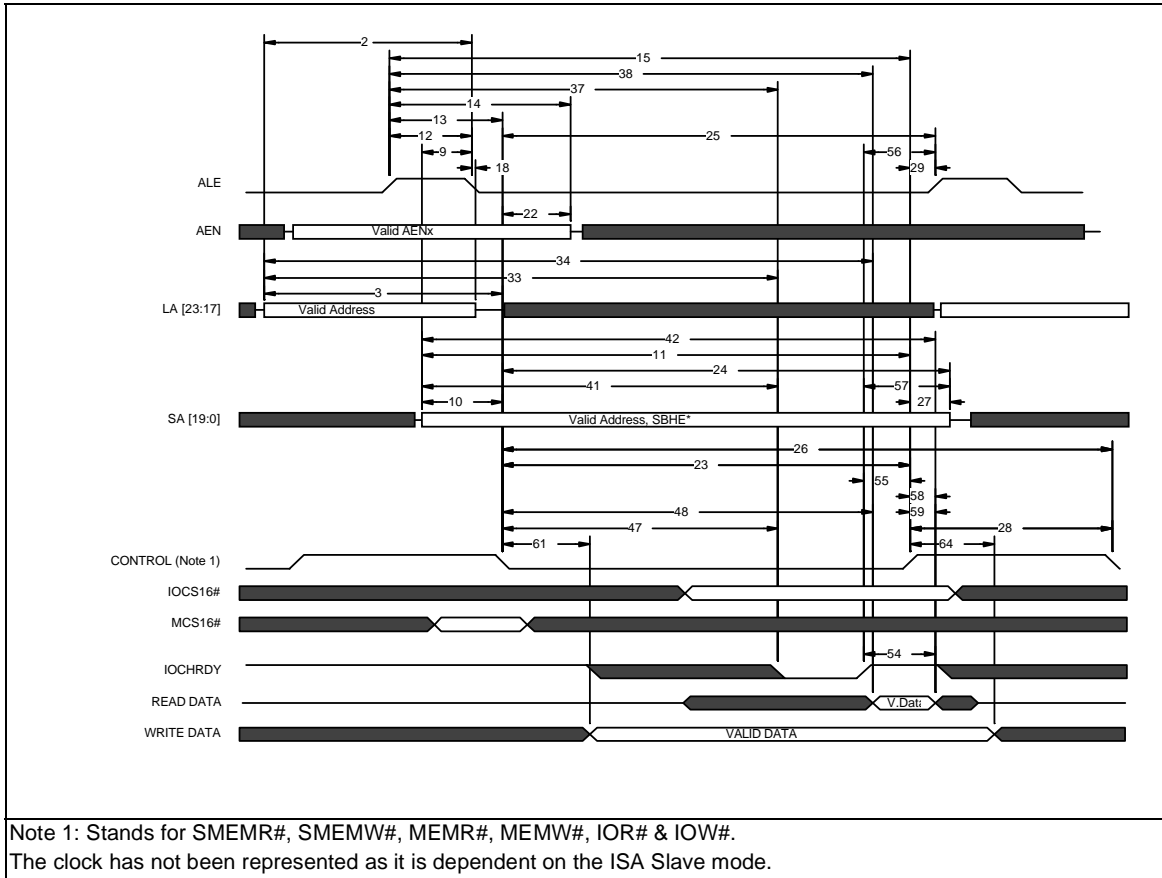 2
15
38
37
14
13
12
25
9
56
18
29
ALE
22
AEN
Valid AENx
34
33
3
LA [23:17]
Valid Address
42
11
24
41
57
10
27
SA [19:0]
Valid Address, SBHE*
26
23
55
58
48
59
47
28
61
64
CONTROL (Note 1)
IOCS16#
MCS16#
54
IOCHRDY
READ DATA
V.Data
WRITE DATA
VALID DATA
Note 1: Stands for SMEMR#, SMEMW#, MEMR#, MEMW#, IOR# & IOW#.
The clock has not been represented as it is dependent on the ISA Slave mode.